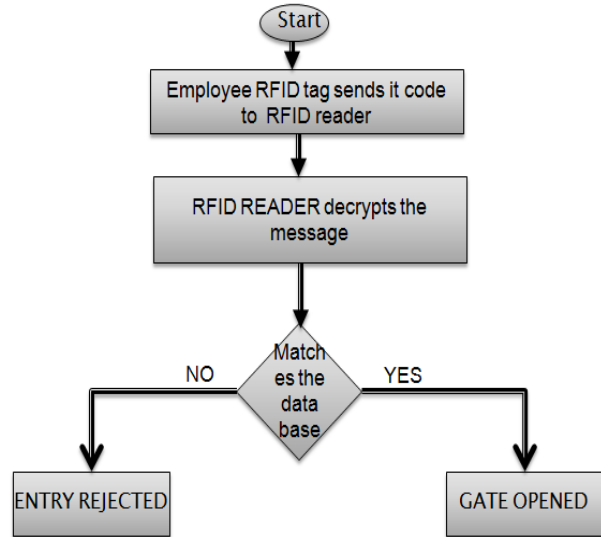 Start
Employee RFID tag sends it code
to RFID reader
RFID READER decrypts the
message
Match
es the
data
base
NO
YES
ENTRY REJECTED
GATE OPENED